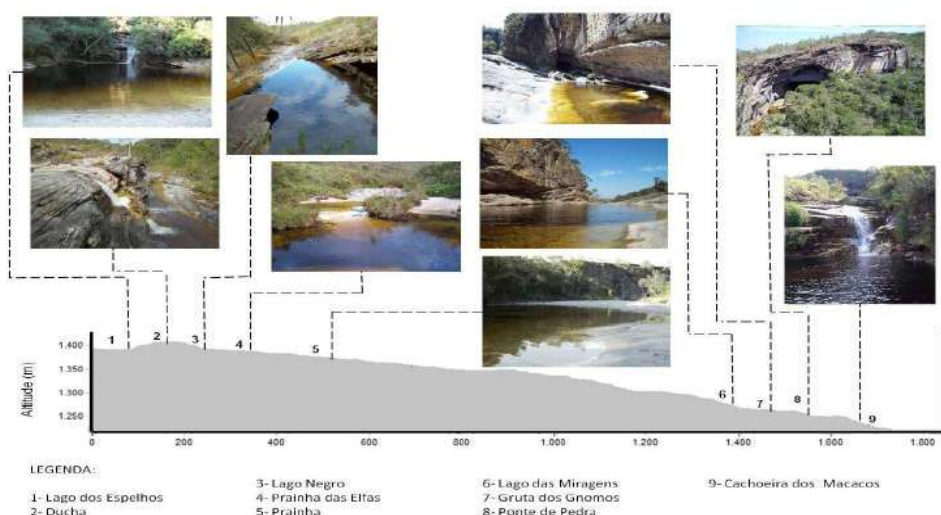 1 2 3 4 5 6 7 8 9
Altitude (m)
1.400
1.350
1.300
1.250
0 200 400 600 800 1.000 1.200 1.400 1.600 1.800
LEGENDA:
1- Lago dos Espelhos
2- Ducha
3- Lago Negro
4- Prainha das Elfas
5- Prainha
6- Lago das Miragens
7- Gruta dos Gnomos
8- Ponte de Pedra
9- Cachoeira dos Macacos